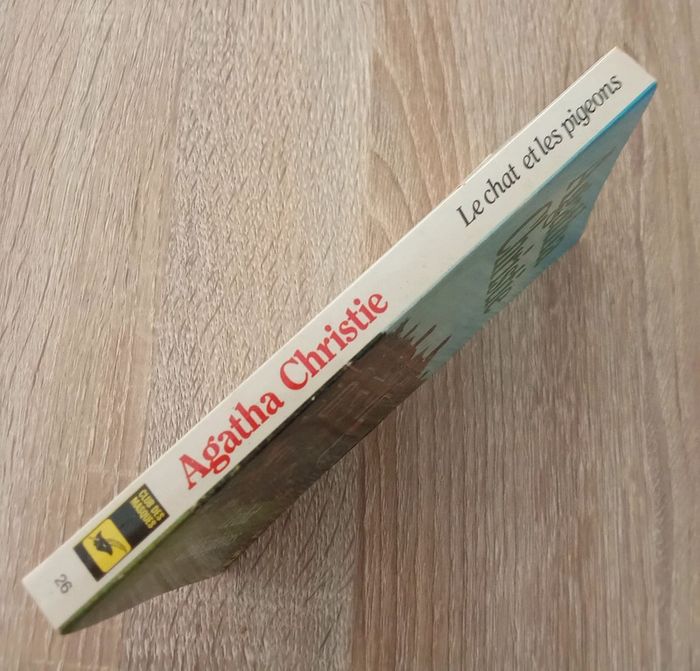 26
CLUB DES
MASQUES
Agatha Christie
Le chat et les pigeons